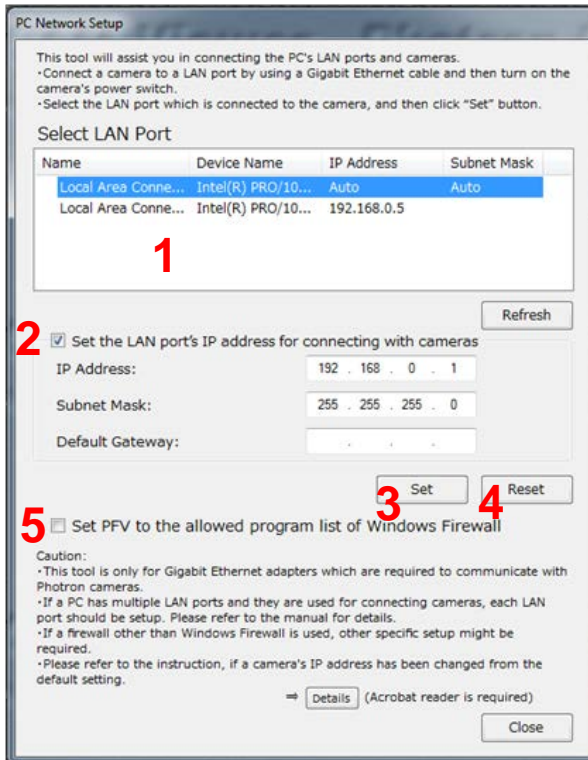 PC Network Setup
This tool will assist you in connecting the PC's LAN ports and cameras.
·Connect a camera to a LAN port by using a Gigabit Ethernet cable and then turn on the
camera's power switch.
·Select the LAN port which is connected to the camera, and then click "Set" button.
Select LAN Port
Name Device Name IP Address Subnet Mask
Local Area Conne... Intel(R) PRO/10... Auto Auto
Local Area Conne... Intel(R) PRO/10... 192.168.0.5
1
Refresh
2 Set the LAN port's IP address for connecting with cameras
IP Address: 192 . 168 . 0 . 1
Subnet Mask: 255 . 255 . 255 . 0
Default Gateway: . . .
3 Set 4 Reset
5 Set PFV to the allowed program list of Windows Firewall
Caution:
·This tool is only for Gigabit Ethernet adapters which are required to communicate with
Photron cameras.
·If a PC has multiple LAN ports and they are used for connecting cameras, each LAN
port should be setup. Please refer to the manual for details.
·If a firewall other than Windows Firewall is used, other specific setup might be
required.
·Please refer to the instruction, if a camera's IP address has been changed from the
default setting.
⇒ Details (Acrobat reader is required)
Close